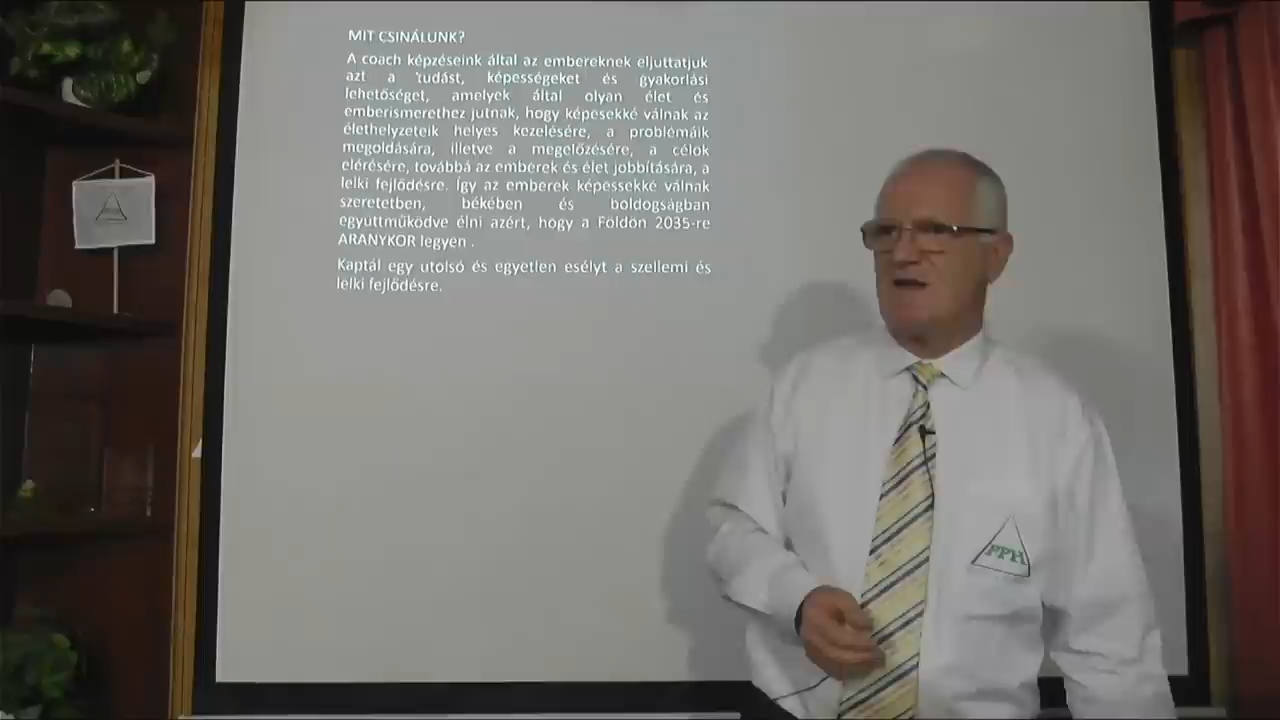 MIT CSINÁLUNK?
A coach képzéseink által az embereknek eljuttatjuk
azt a tudást, képességeket és gyakorlási
lehetőséget, amelyek által olyan élet és
emberismerethez jutnak, hogy képesekké válnak az
élethelyzeteik helyes kezelésére, a problémáik
megoldására, illetve a megelőzésére, a célok
elérésére, továbbá az emberek és élet jobbítására, a
lelki fejlődésre. Így az emberek képessekké válnak
szeretetben, békében és boldogságban
együttműködve élni azért, hogy a Földön 2035-re
ARANYKOR legyen .
Kaptál egy utolsó és egyetlen esélyt a szellemi és
lelki fejlődésre.
PPH